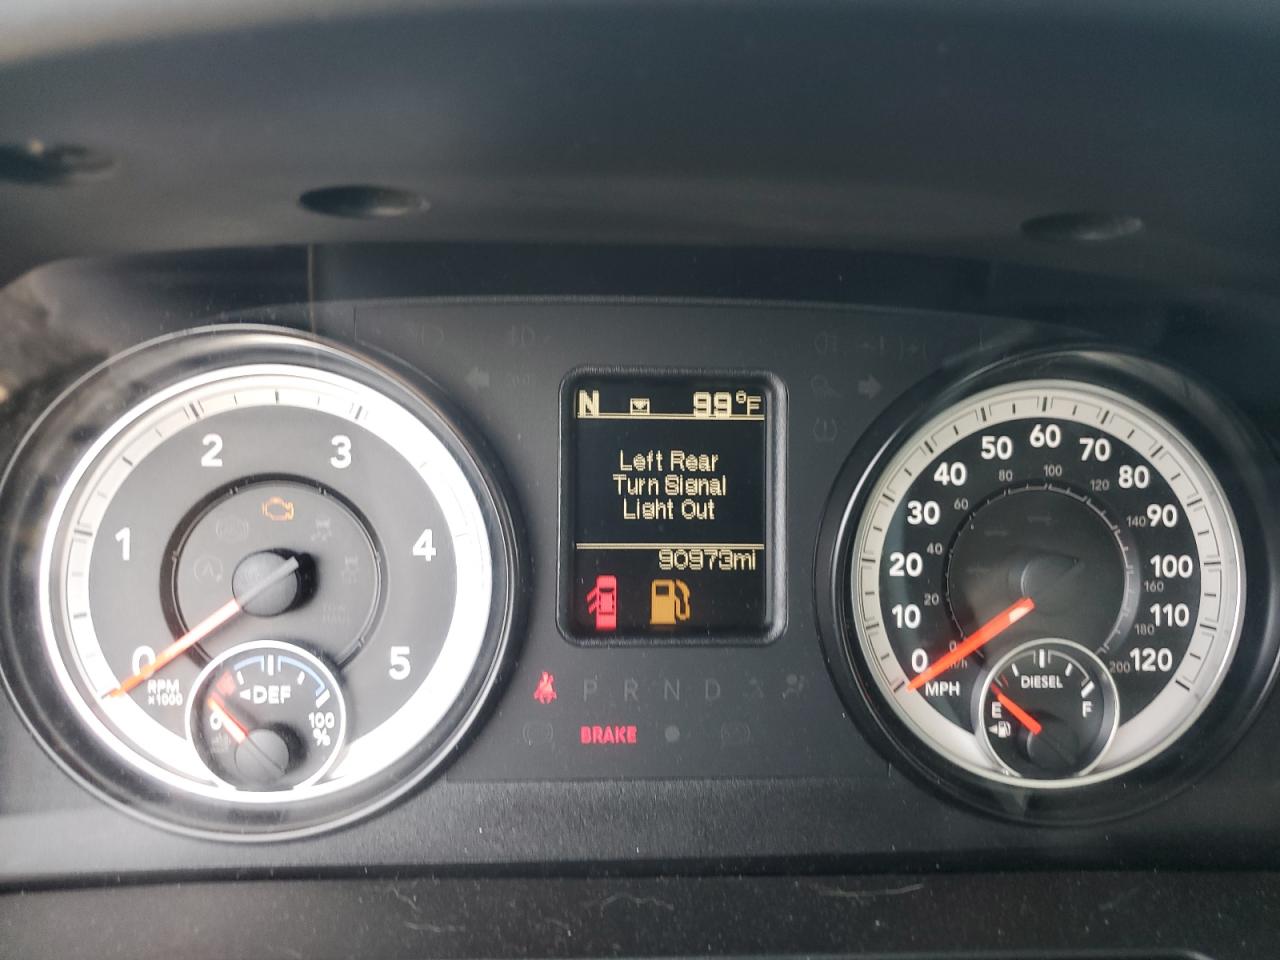 N 99°F
Left Rear
Turn Signal
Light Out
90973mi
0 1 2 3 4 5
RPM
x1000
DEF
0 100
%
P R N D
BRAKE
0 10 20 30 40 50 60 70 80 90 100 110 120
20 40 60 80 100 120 140 160 180 200
MPH
DIESEL
E F